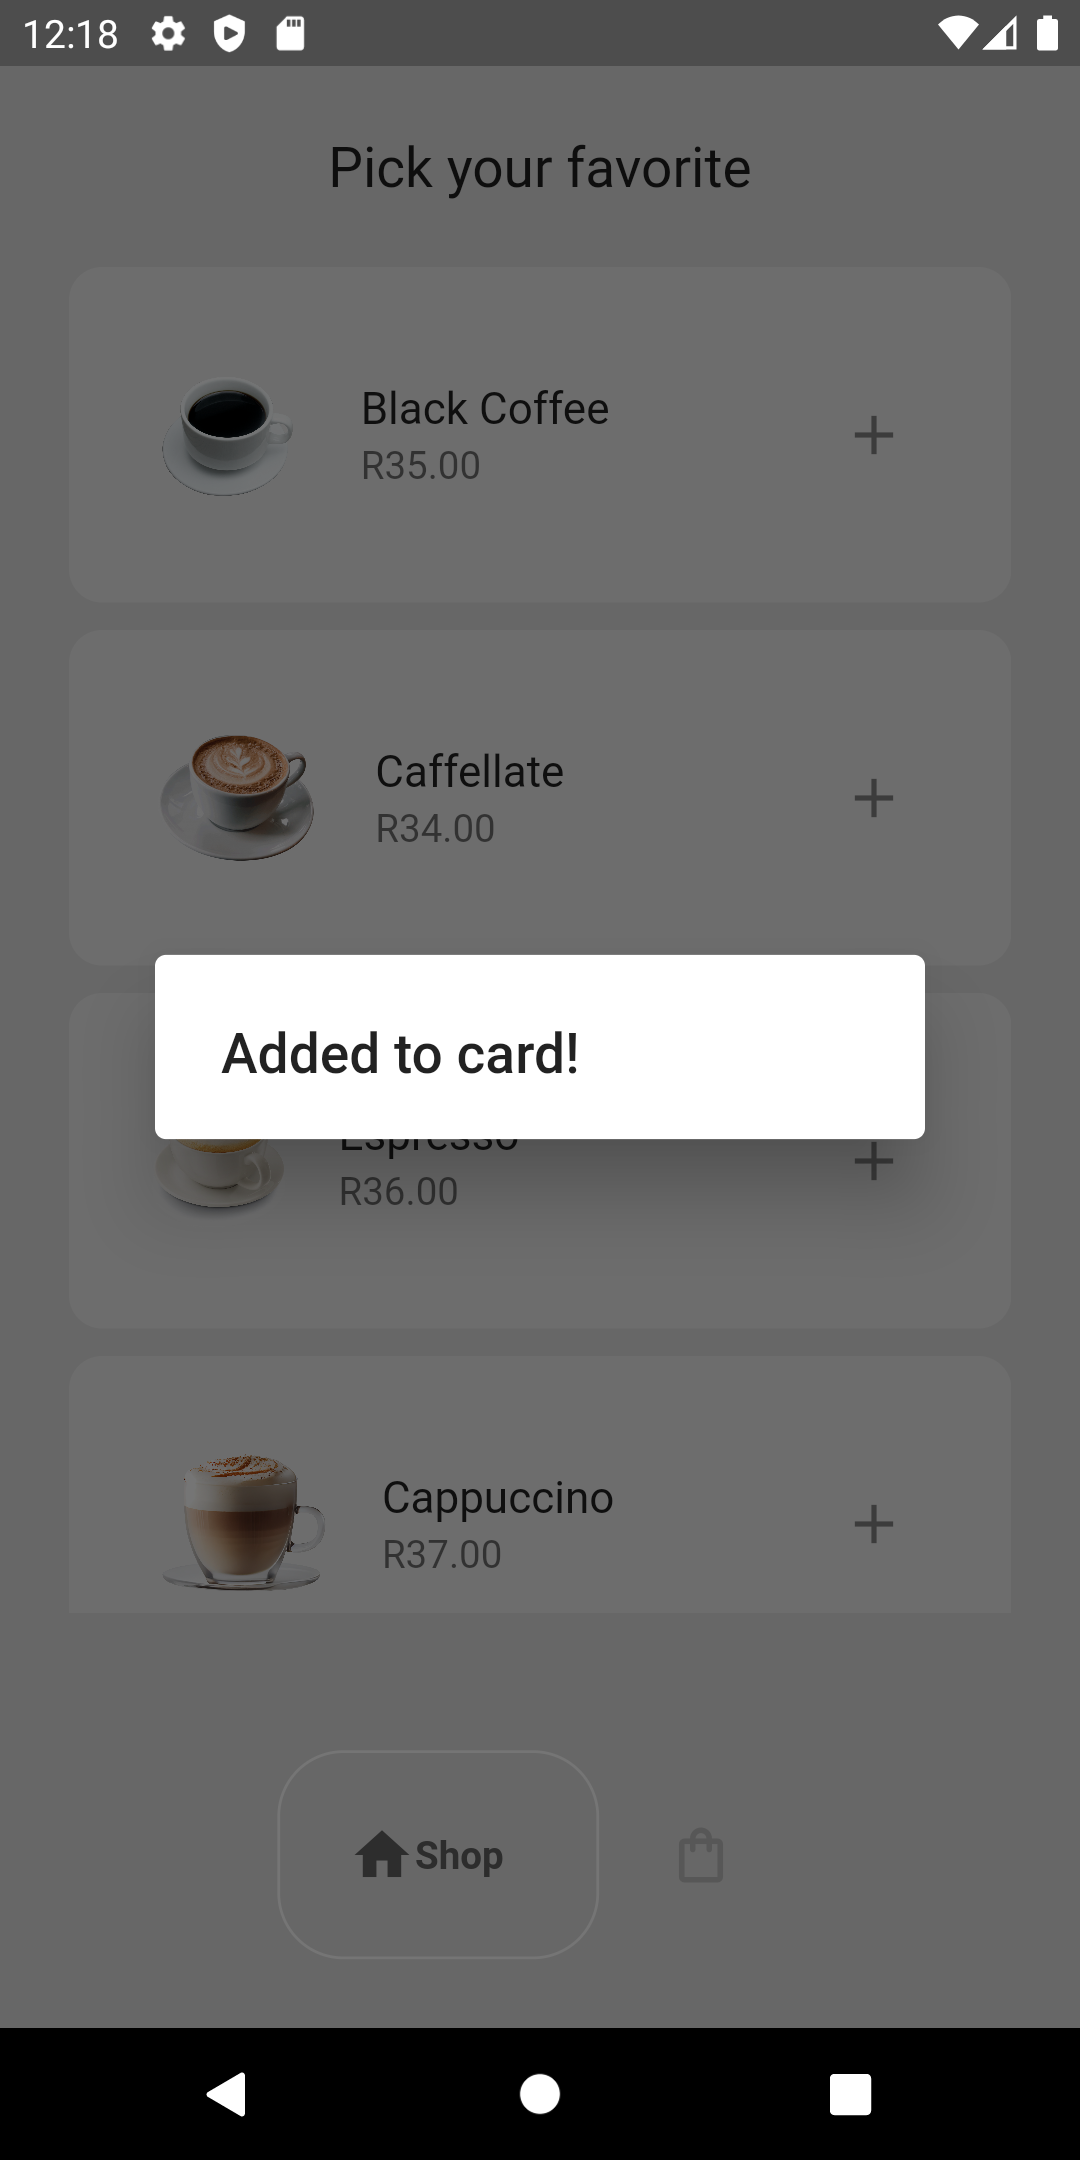 12:18
Pick your favorite
Black Coffee
R35.00
Caffellate
R34.00
Added to card!
Espresso
R36.00
Cappuccino
R37.00
Shop